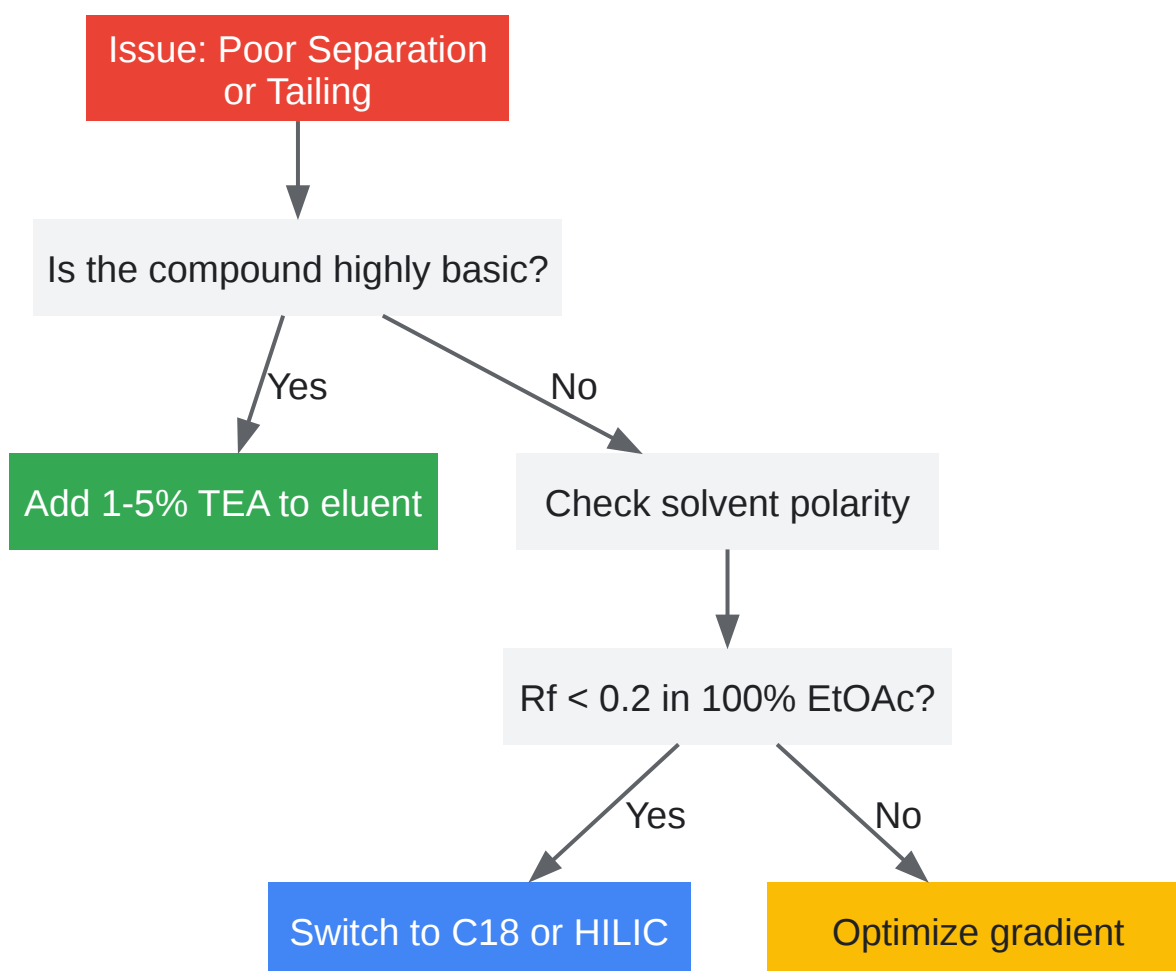 Issue: Poor Separation
or Tailing
Is the compound highly basic?
Yes
No
Add 1-5% TEA to eluent
Check solvent polarity
Rf < 0.2 in 100% EtOAc?
Yes
No
Switch to C18 or HILIC
Optimize gradient